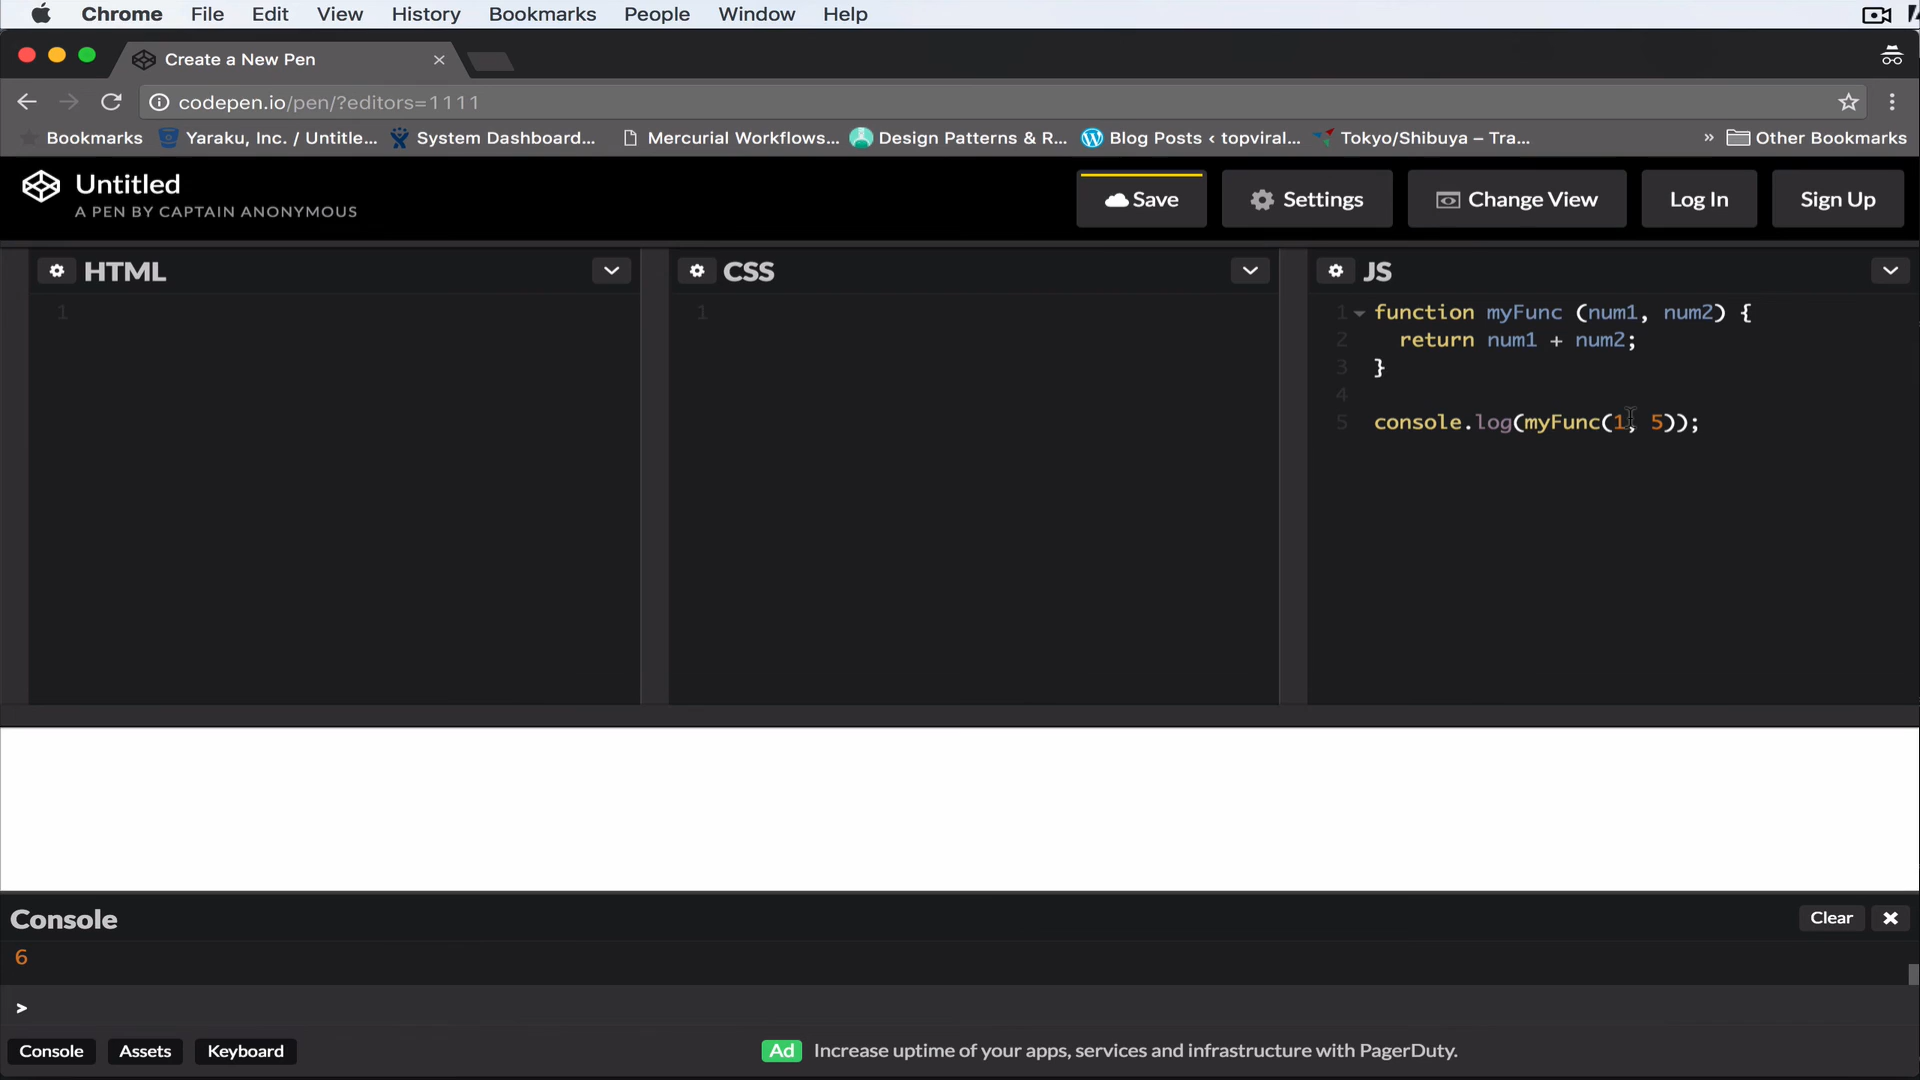 Chrome File Edit View History Bookmarks People Window Help
Create a New Pen
codepen.io/pen/?editors=1111
Bookmarks Yaraku, Inc. / Untitle... System Dashboard... Mercurial Workflows... Design Patterns & R... Blog Posts < topviral... Tokyo/Shibuya – Tra... » Other Bookmarks
Untitled
A PEN BY CAPTAIN ANONYMOUS
Save Settings Change View Log In Sign Up
HTML CSS JS
1
1
1 function myFunc (num1, num2) {
2 return num1 + num2;
3 }
4
5 console.log(myFunc(1, 5));
Console Clear
6
>
Console Assets Keyboard Ad Increase uptime of your apps, services and infrastructure with PagerDuty.